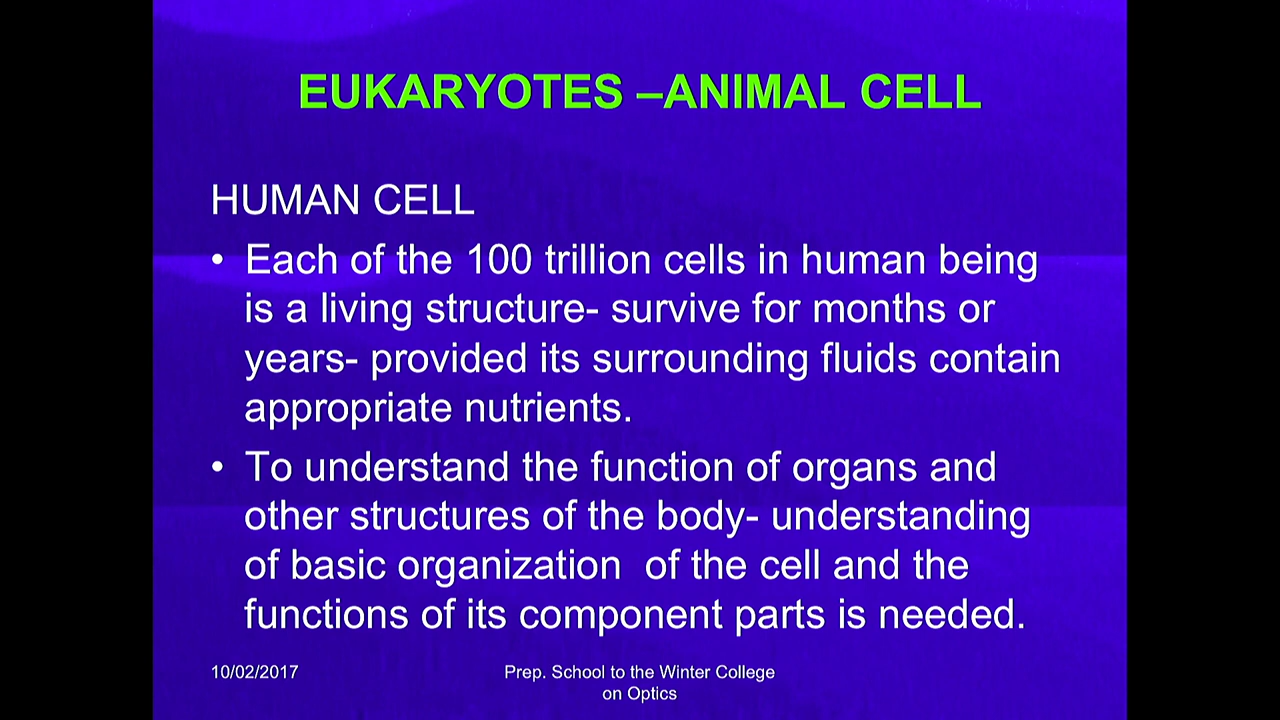 EUKARYOTES –ANIMAL CELL
HUMAN CELL
• Each of the 100 trillion cells in human being
is a living structure- survive for months or
years- provided its surrounding fluids contain
appropriate nutrients.
• To understand the function of organs and
other structures of the body- understanding
of basic organization  of the cell and the
functions of its component parts is needed.
10/02/2017
Prep. School to the Winter College
on Optics